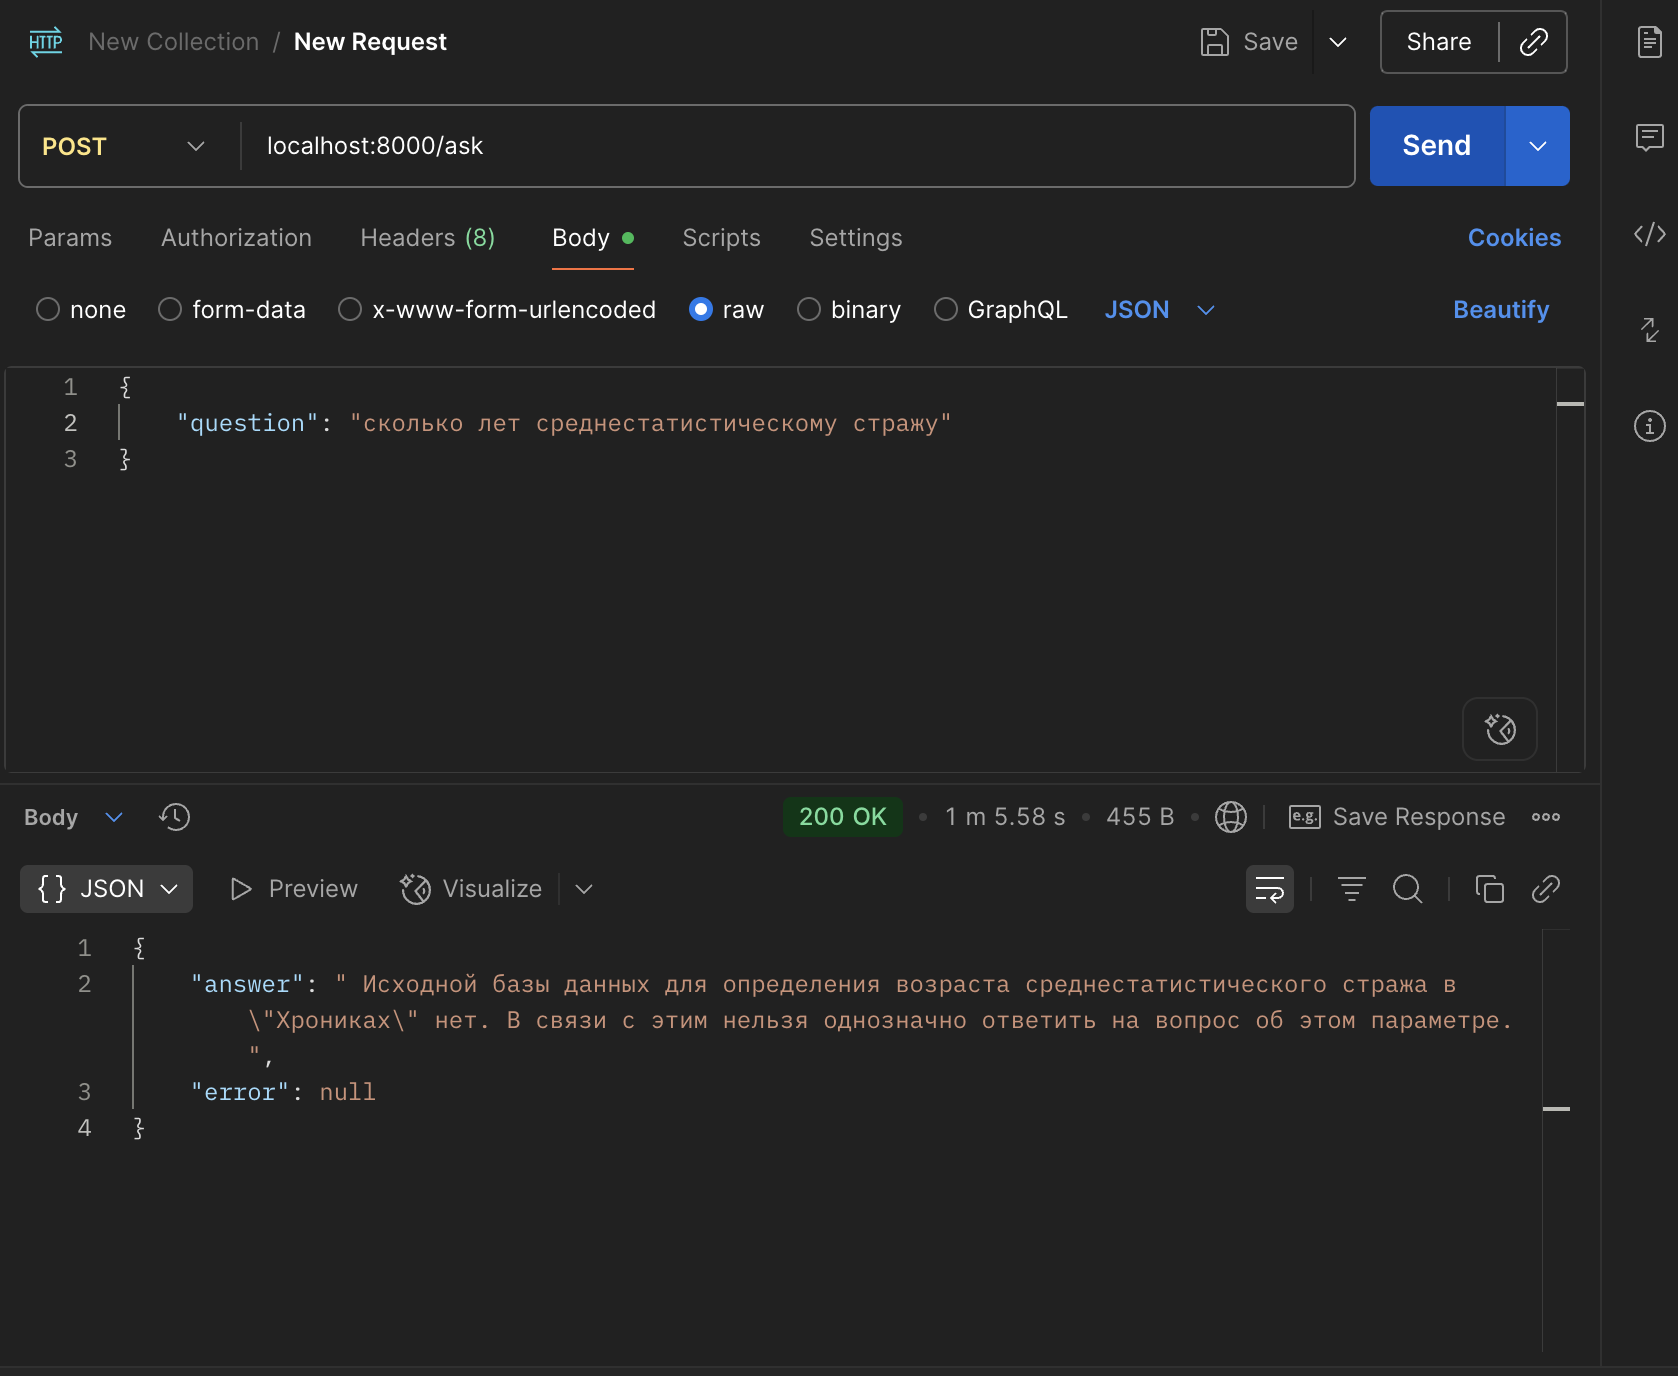 HTTP New Collection / New Request Save Share
POST localhost:8000/ask Send
Params Authorization Headers (8) Body Scripts Settings Cookies
none form-data x-www-form-urlencoded raw binary GraphQL JSON Beautify
1 {
2 "question": "сколько лет среднестатистическому стражу"
3 }
Body 200 OK • 1 m 5.58 s • 455 B • e.g. Save Response
{} JSON Preview Visualize
1 {
2 "answer": " Исходной базы данных для определения возраста среднестатистического стража в
\"Хрониках\" нет. В связи с этим нельзя однозначно ответить на вопрос об этом параметре.
",
3 "error": null
4 }